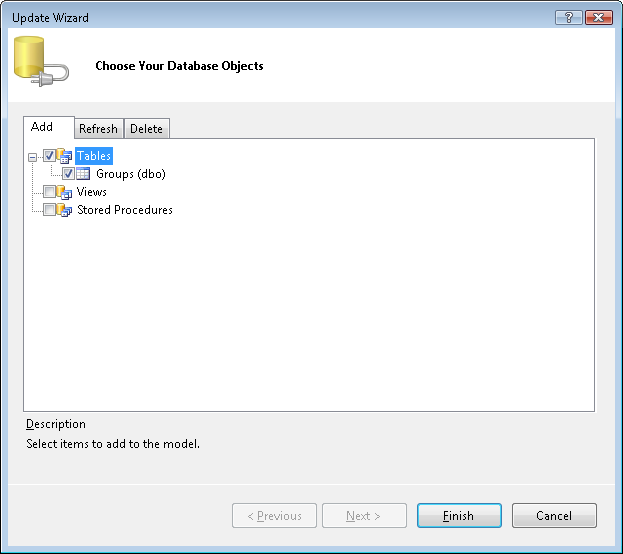 Update Wizard
?
Choose Your Database Objects
Add Refresh Delete
Tables
Groups (dbo)
Views
Stored Procedures
Description
Select items to add to the model.
< Previous Next > Finish Cancel